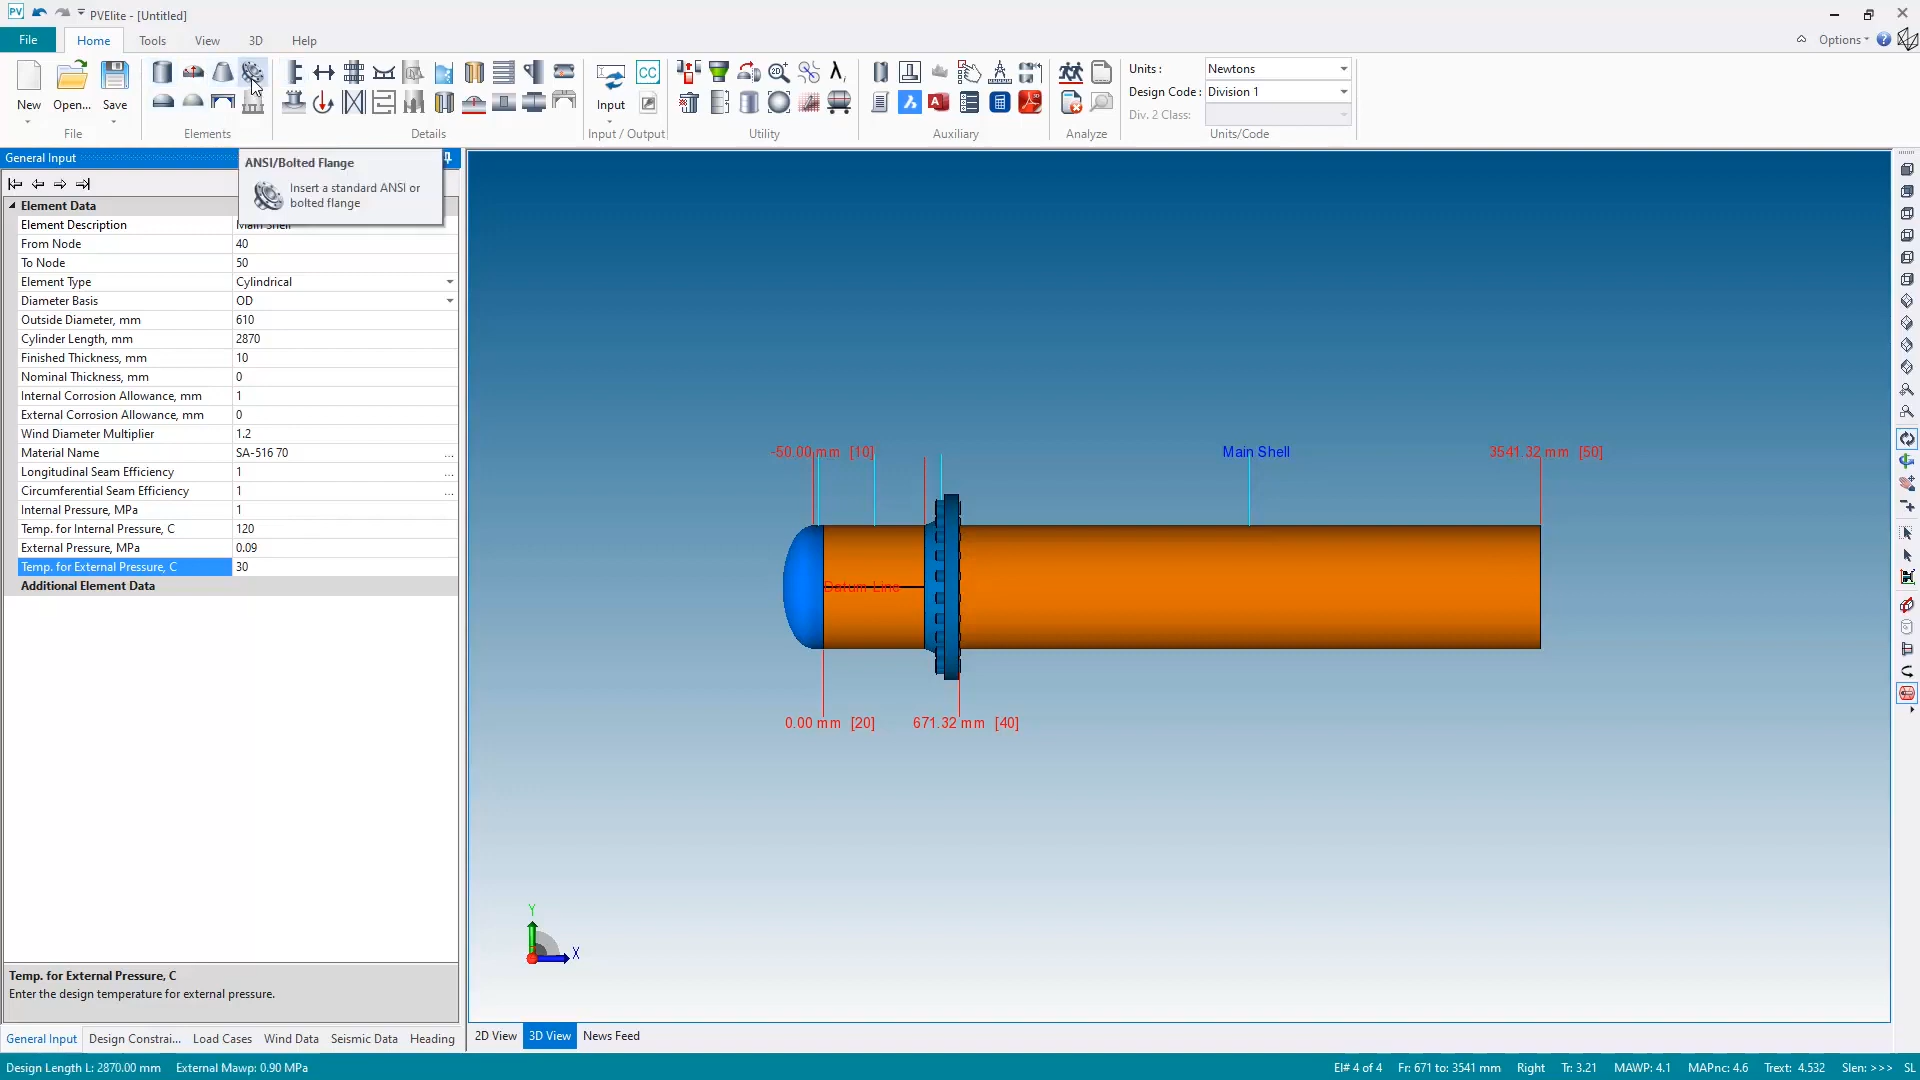 PV
PVElite - [Untitled]
File
Home
Tools
View
3D
Help
Options
New
Open...
Save
Input
CC
Units :
Newtons
Design Code :
Division 1
Div. 2 Class:
File
Elements
Details
Input / Output
Utility
Auxiliary
Analyze
Units/Code
General Input
ANSI/Bolted Flange
Insert a standard ANSI or
bolted flange
Element Data
Element Description
Main Shell
From Node
40
To Node
50
Element Type
Cylindrical
Diameter Basis
OD
Outside Diameter, mm
610
Cylinder Length, mm
2870
Finished Thickness, mm
10
Nominal Thickness, mm
0
Internal Corrosion Allowance, mm
1
External Corrosion Allowance, mm
0
Wind Diameter Multiplier
1.2
Material Name
SA-516 70
...
Longitudinal Seam Efficiency
1
...
Circumferential Seam Efficiency
1
...
Internal Pressure, MPa
1
Temp. for Internal Pressure, C
120
External Pressure, MPa
0.09
Temp. for External Pressure, C
30
Additional Element Data
-50.00 mm [10]
Main Shell
3541.32 mm [50]
Datum Line
0.00 mm [20]
671.32 mm [40]
Y
X
Temp. for External Pressure, C
Enter the design temperature for external pressure.
General Input
Design Constrai...
Load Cases
Wind Data
Seismic Data
Heading
2D View
3D View
News Feed
Design Length L: 2870.00 mm
External Mawp: 0.90 MPa
El# 4 of 4
Fr: 671 to: 3541 mm
Right
Tr: 3.21
MAWP: 4.1
MAPnc: 4.6
Trext: 4.532
Slen: >>>
SL